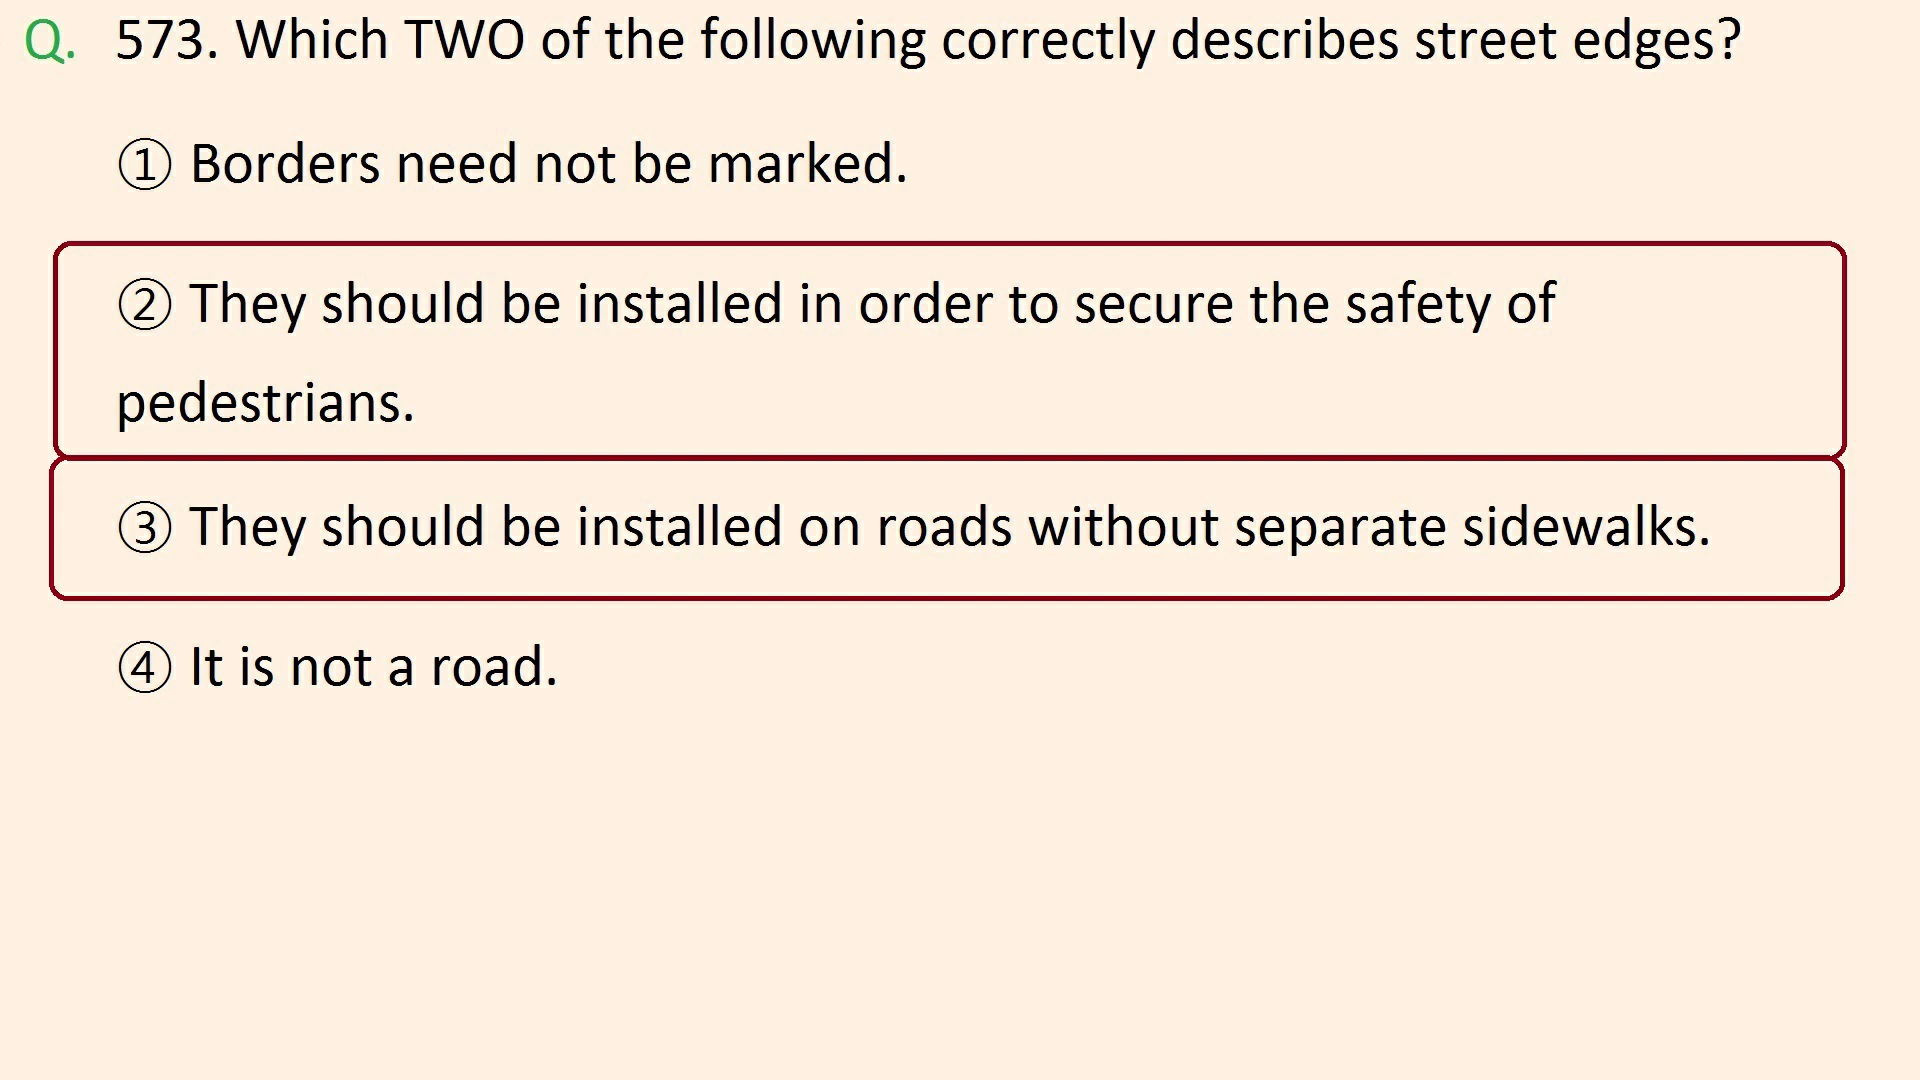 Q. 573. Which TWO of the following correctly describes street edges?
① Borders need not be marked.
② They should be installed in order to secure the safety of
pedestrians.
③ They should be installed on roads without separate sidewalks.
④ It is not a road.